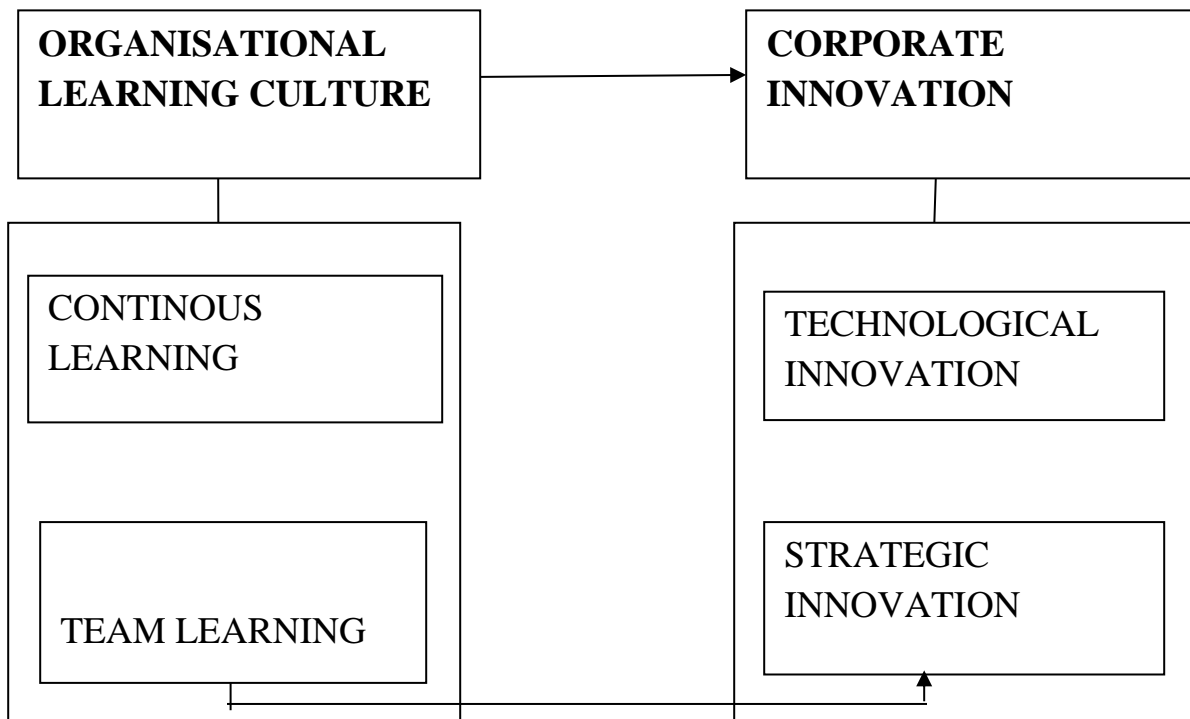 ORGANISATIONAL
LEARNING CULTURE
CORPORATE
INNOVATION
CONTINOUS
LEARNING
TEAM LEARNING
TECHNOLOGICAL
INNOVATION
STRATEGIC
INNOVATION